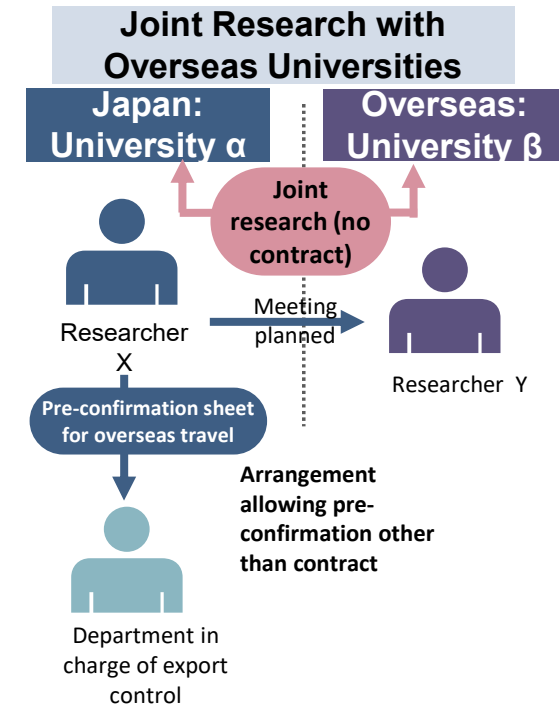 Joint Research with
Overseas Universities
Japan:
University α
Overseas:
University β
Joint
research (no
contract)
Meeting
planned
Researcher
X
Researcher Y
Pre-confirmation sheet
for overseas travel
Arrangement
allowing pre-
confirmation other
than contract
Department in
charge of export
control